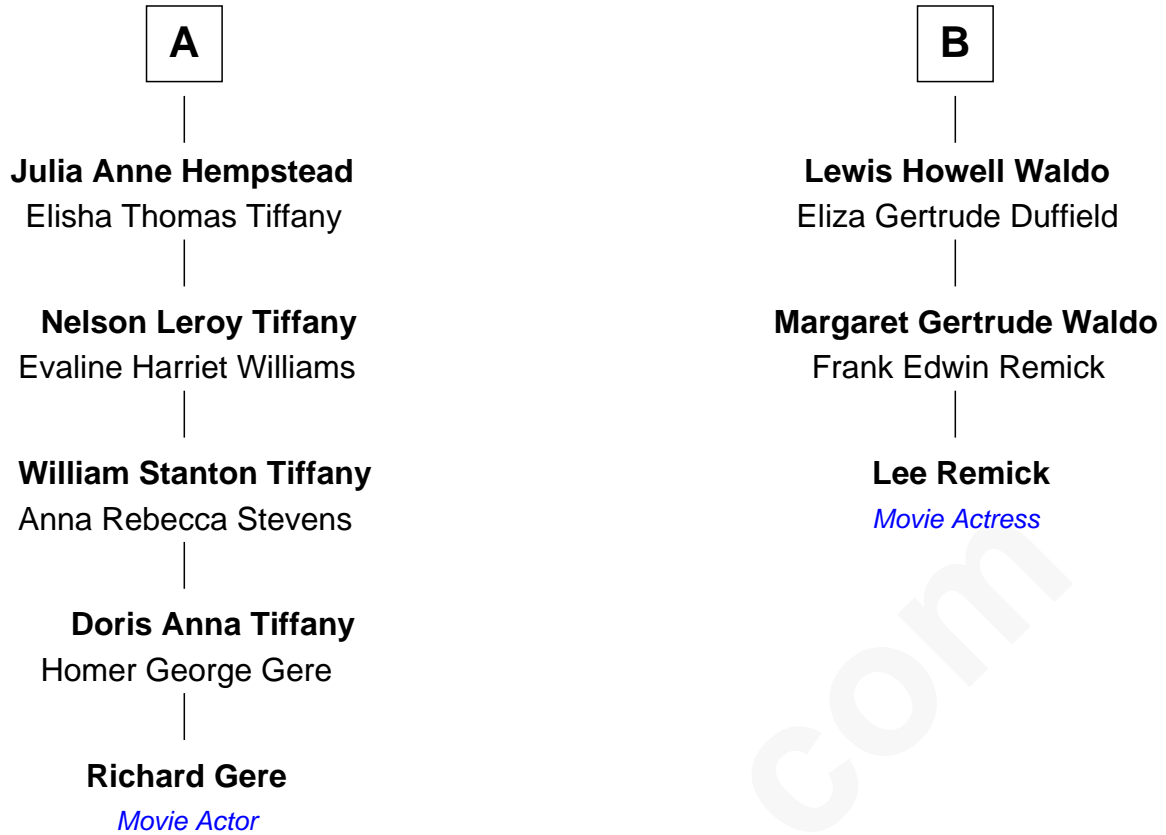 A
Julia Anne Hempstead
Elisha Thomas Tiffany
Nelson Leroy Tiffany
Evaline Harriet Williams
William Stanton Tiffany
Anna Rebecca Stevens
Doris Anna Tiffany
Homer George Gere
Richard Gere
Movie Actor
B
Lewis Howell Waldo
Eliza Gertrude Duffield
Margaret Gertrude Waldo
Frank Edwin Remick
Lee Remick
Movie Actress
com